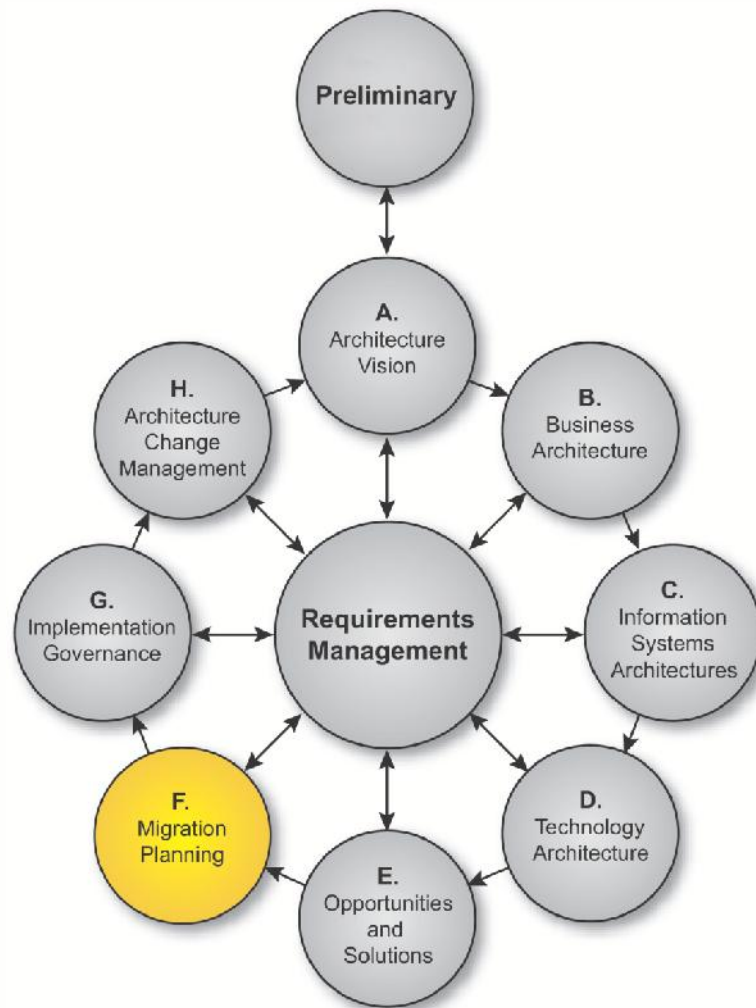 Preliminary
A.
Architecture
Vision
B.
Business
Architecture
C.
Information
Systems
Architectures
D.
Technology
Architecture
E.
Opportunities
and
Solutions
F.
Migration
Planning
G.
Implementation
Governance
H.
Architecture
Change
Management
Requirements
Management